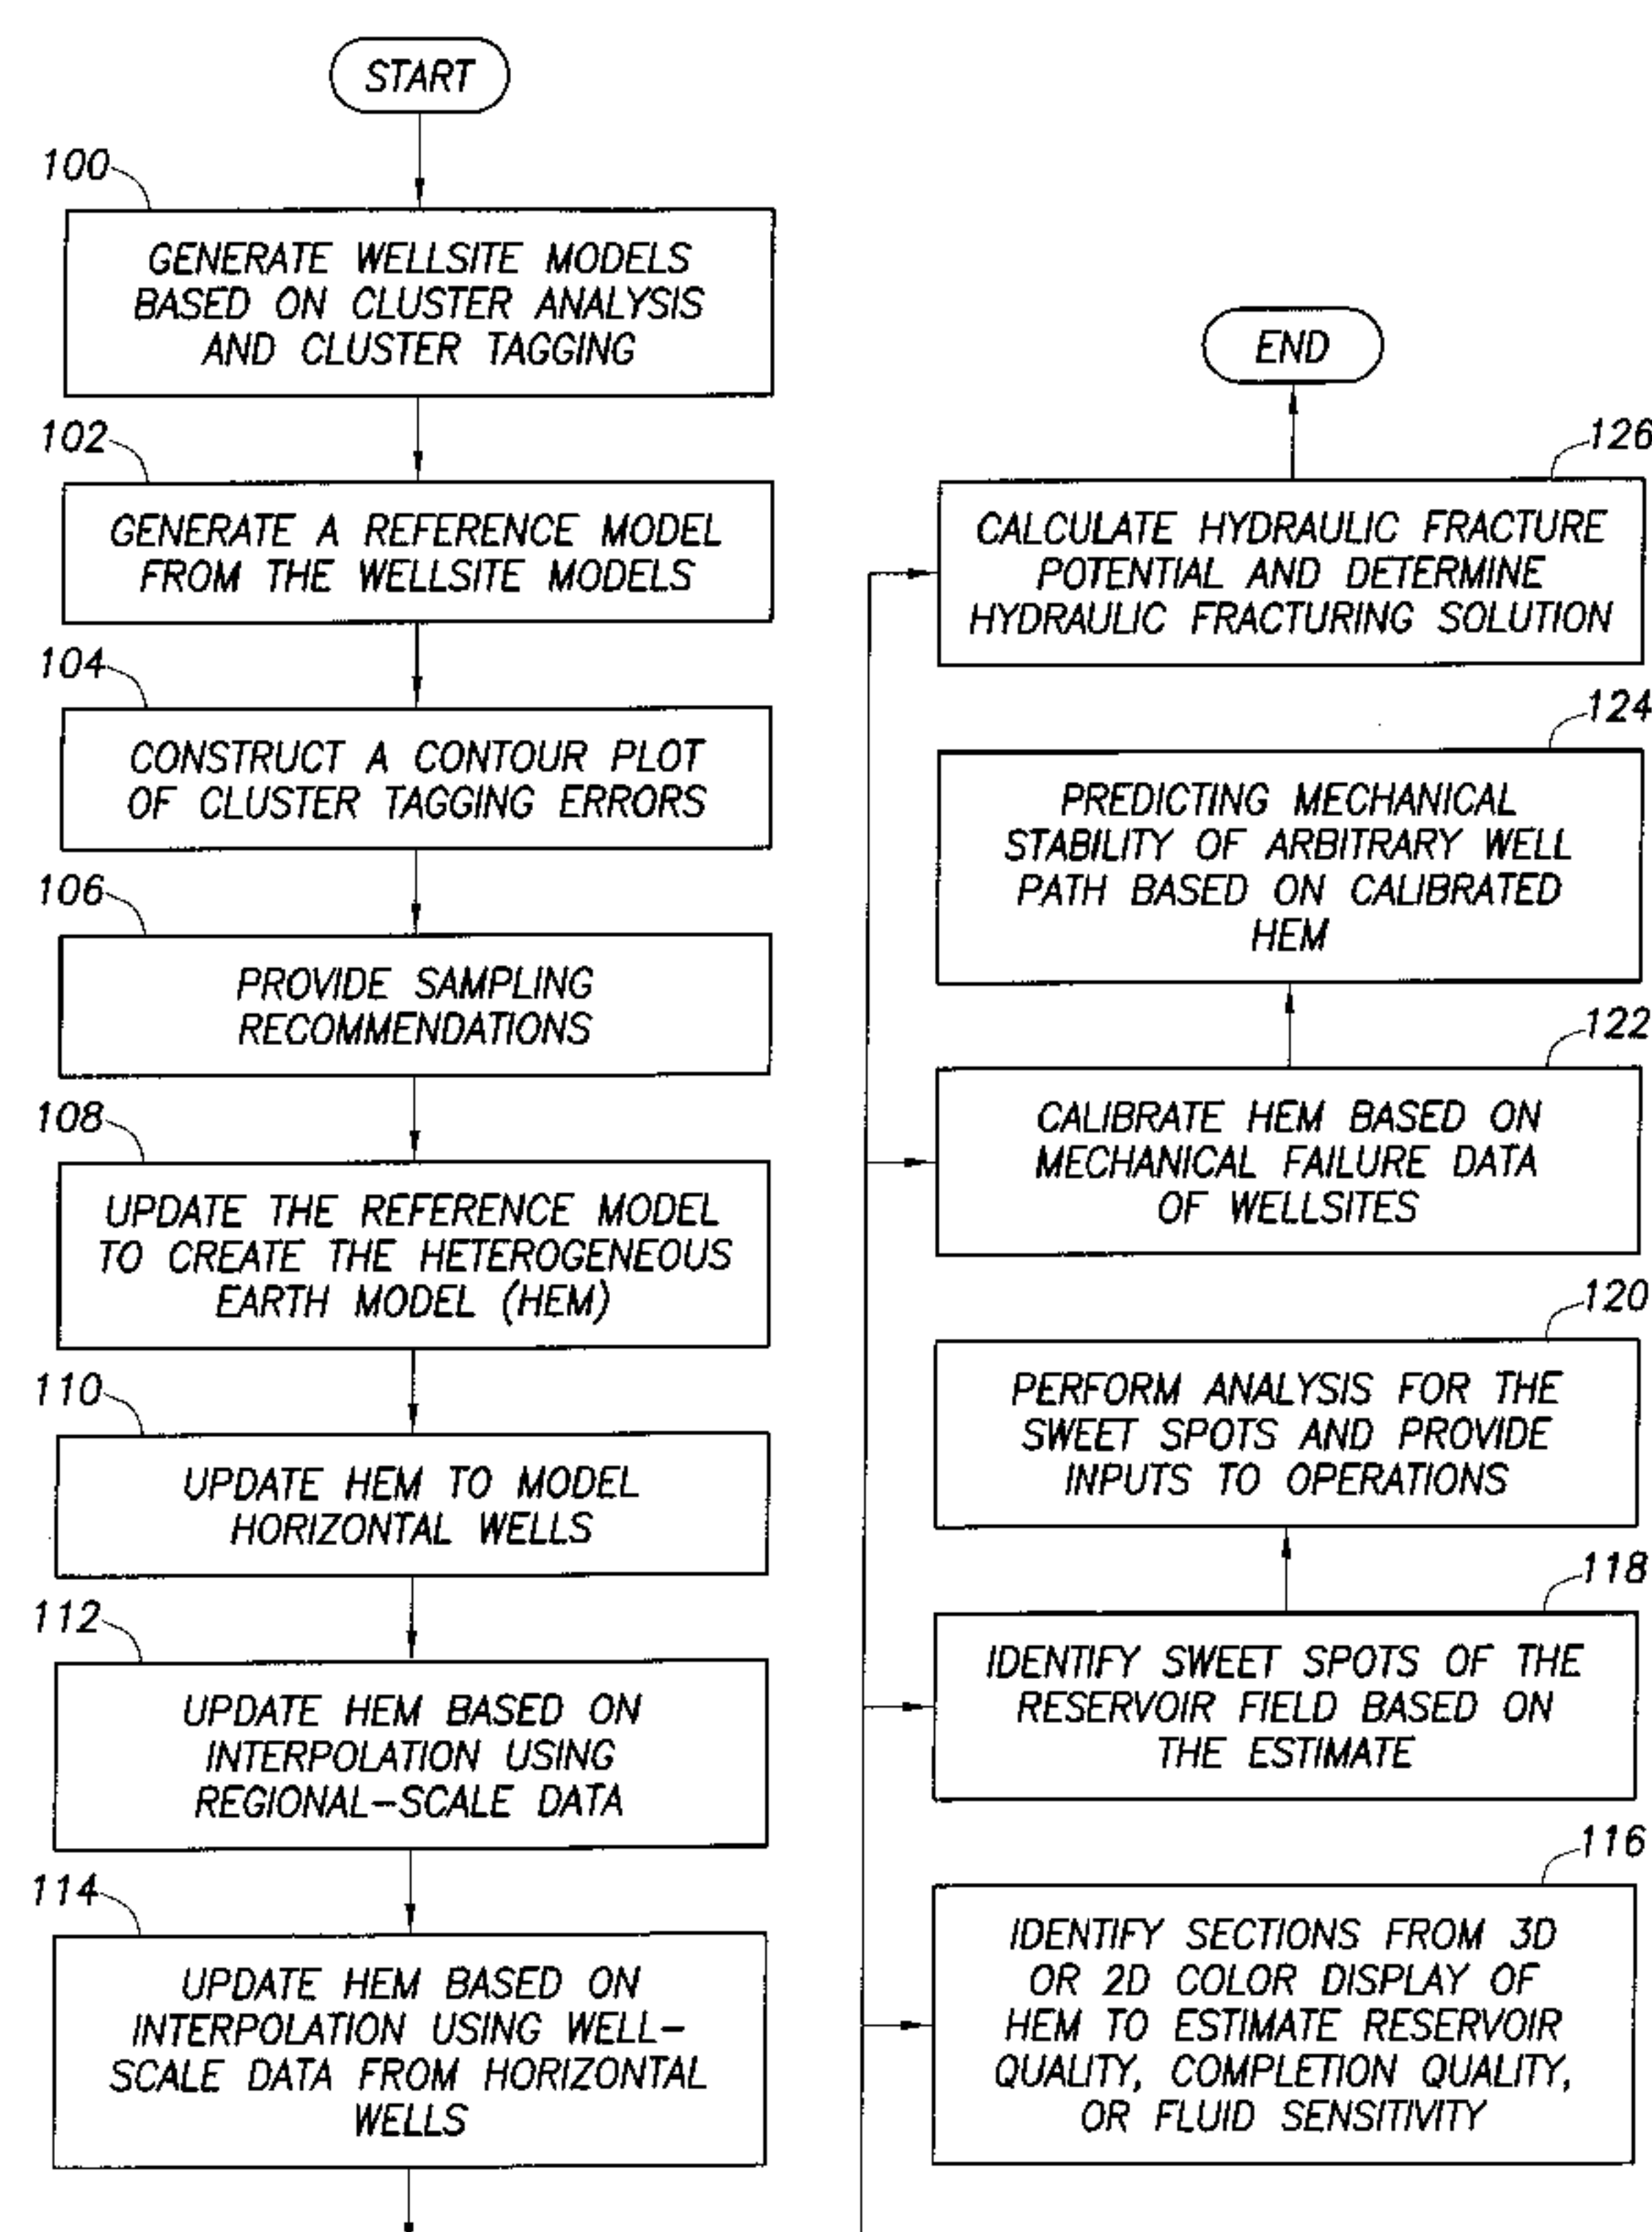 START
100
GENERATE WELLSITE MODELS
BASED ON CLUSTER ANALYSIS
AND CLUSTER TAGGING
102
GENERATE A REFERENCE MODEL
FROM THE WELLSITE MODELS
104
CONSTRUCT A CONTOUR PLOT
OF CLUSTER TAGGING ERRORS
106
PROVIDE SAMPLING
RECOMMENDATIONS
108
UPDATE THE REFERENCE MODEL
TO CREATE THE HETEROGENEOUS
EARTH MODEL (HEM)
110
UPDATE HEM TO MODEL
HORIZONTAL WELLS
112
UPDATE HEM BASED ON
INTERPOLATION USING
REGIONAL-SCALE DATA
114
UPDATE HEM BASED ON
INTERPOLATION USING WELL-
SCALE DATA FROM HORIZONTAL
WELLS
END
126
CALCULATE HYDRAULIC FRACTURE
POTENTIAL AND DETERMINE
HYDRAULIC FRACTURING SOLUTION
124
PREDICTING MECHANICAL
STABILITY OF ARBITRARY WELL
PATH BASED ON CALIBRATED
HEM
122
CALIBRATE HEM BASED ON
MECHANICAL FAILURE DATA
OF WELLSITES
120
PERFORM ANALYSIS FOR THE
SWEET SPOTS AND PROVIDE
INPUTS TO OPERATIONS
118
IDENTIFY SWEET SPOTS OF THE
RESERVOIR FIELD BASED ON
THE ESTIMATE
116
IDENTIFY SECTIONS FROM 3D
OR 2D COLOR DISPLAY OF
HEM TO ESTIMATE RESERVOIR
QUALITY, COMPLETION QUALITY,
OR FLUID SENSITIVITY